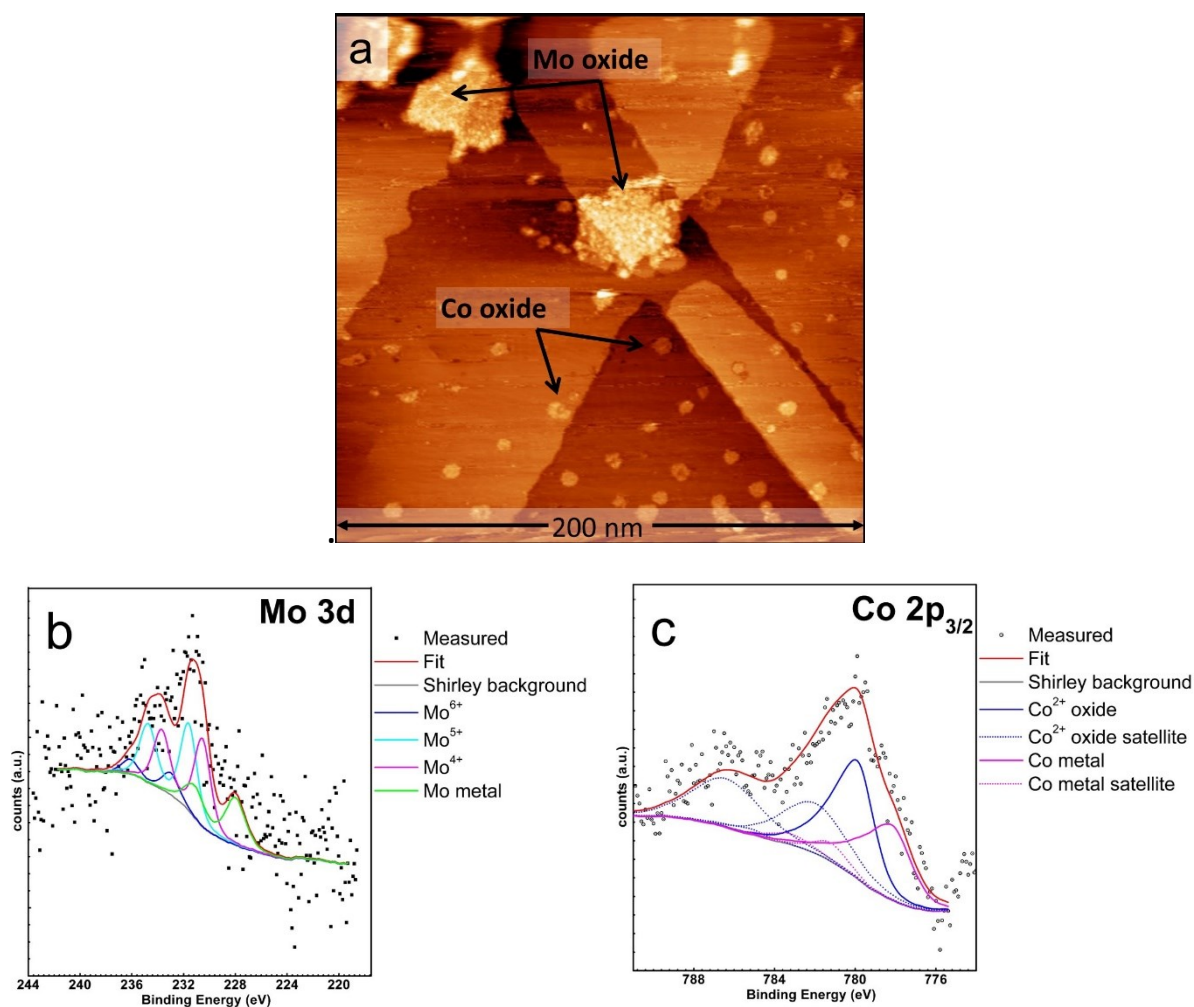 a
Mo oxide
Co oxide
200 nm
b
Mo 3d
Measured
Fit
Shirley background
Mo⁶⁺
Mo⁵⁺
Mo⁴⁺
Mo metal
counts (a.u.)
244 240 236 232 228 224 220
Binding Energy (eV)
c
Co 2p₃/₂
Measured
Fit
Shirley background
Co²⁺ oxide
Co²⁺ oxide satellite
Co metal
Co metal satellite
counts (a.u.)
788 784 780 776
Binding Energy (eV)